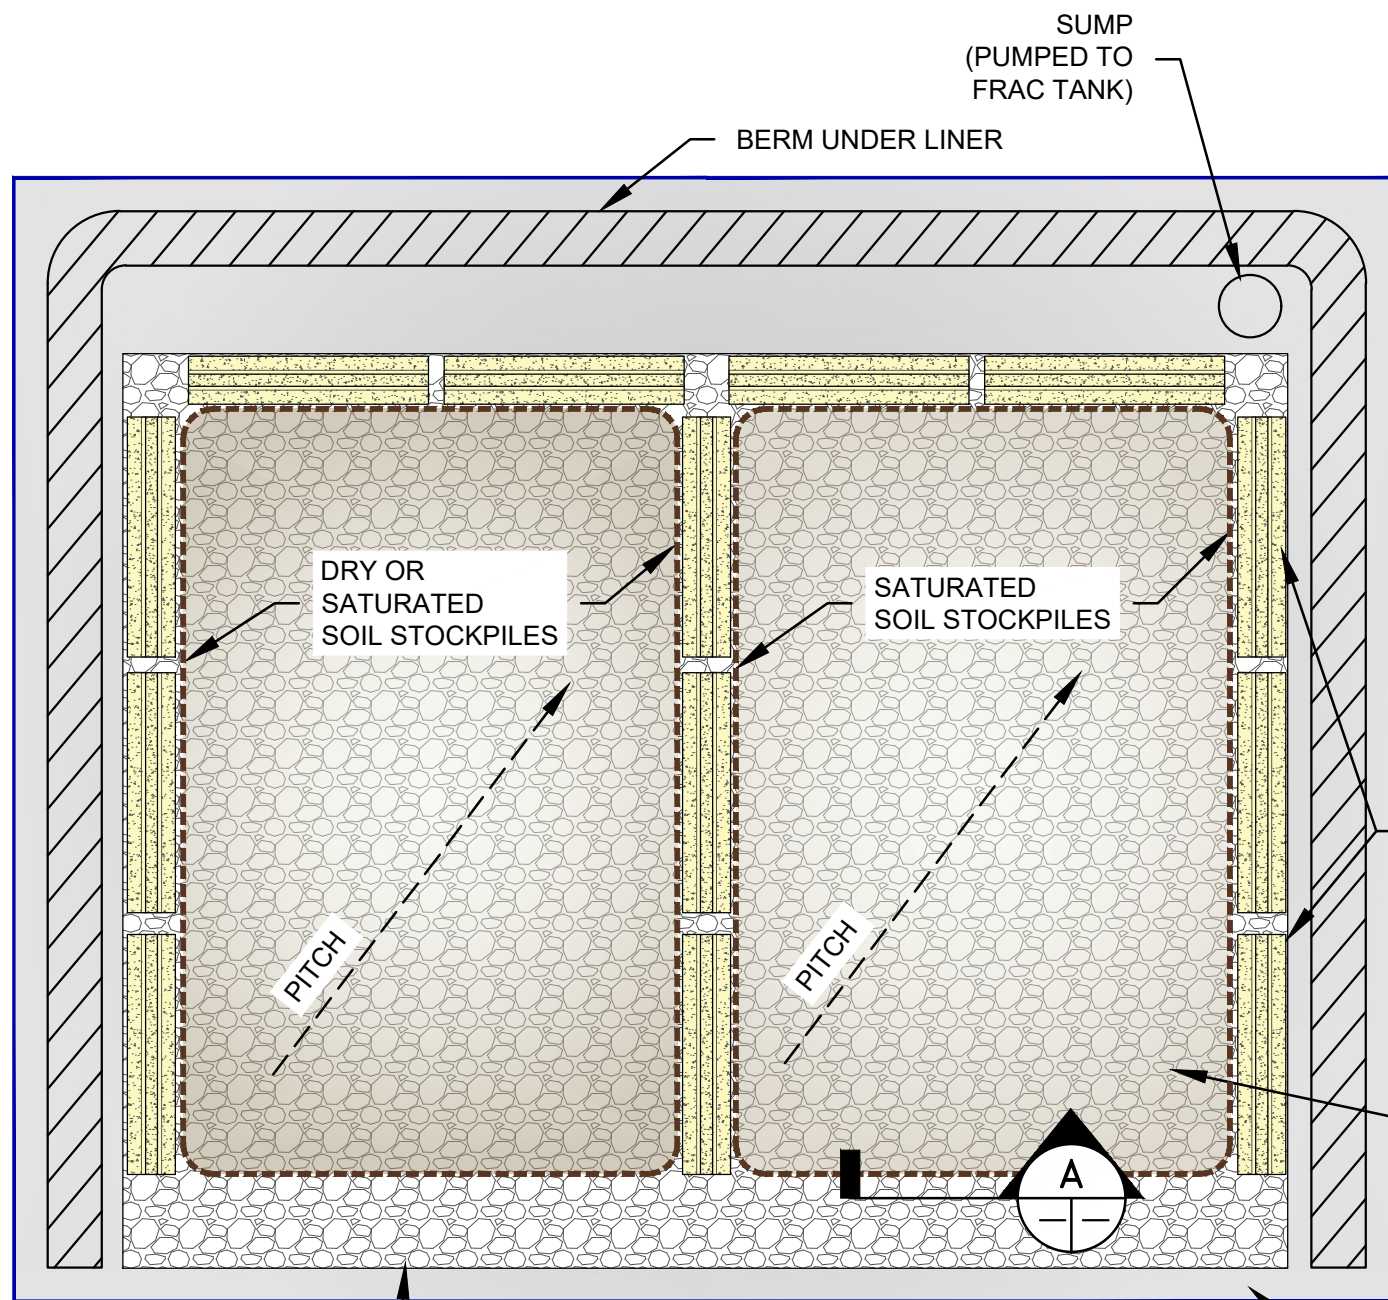 SUMP
(PUMPED TO
FRAC TANK)
BERM UNDER LINER
DRY OR
SATURATED
SOIL STOCKPILES
SATURATED
SOIL STOCKPILES
PITCH
PITCH
A